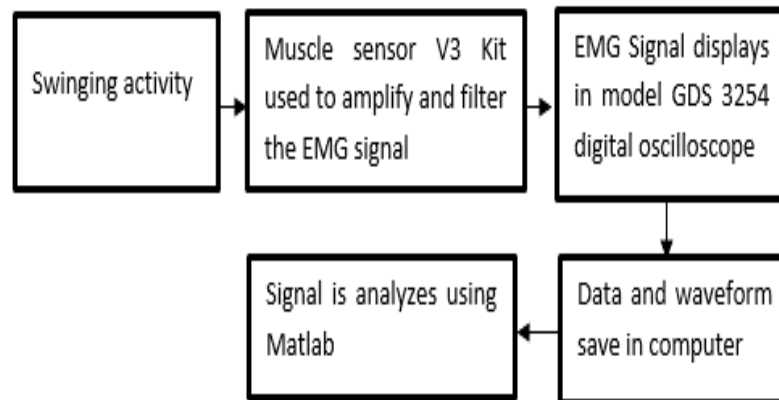 Swinging activity
Muscle sensor V3 Kit
used to amplify and filter
the EMG signal
EMG Signal displays
in model GDS 3254
digital oscilloscope
Data and waveform
save in computer
Signal is analyzes using
Matlab